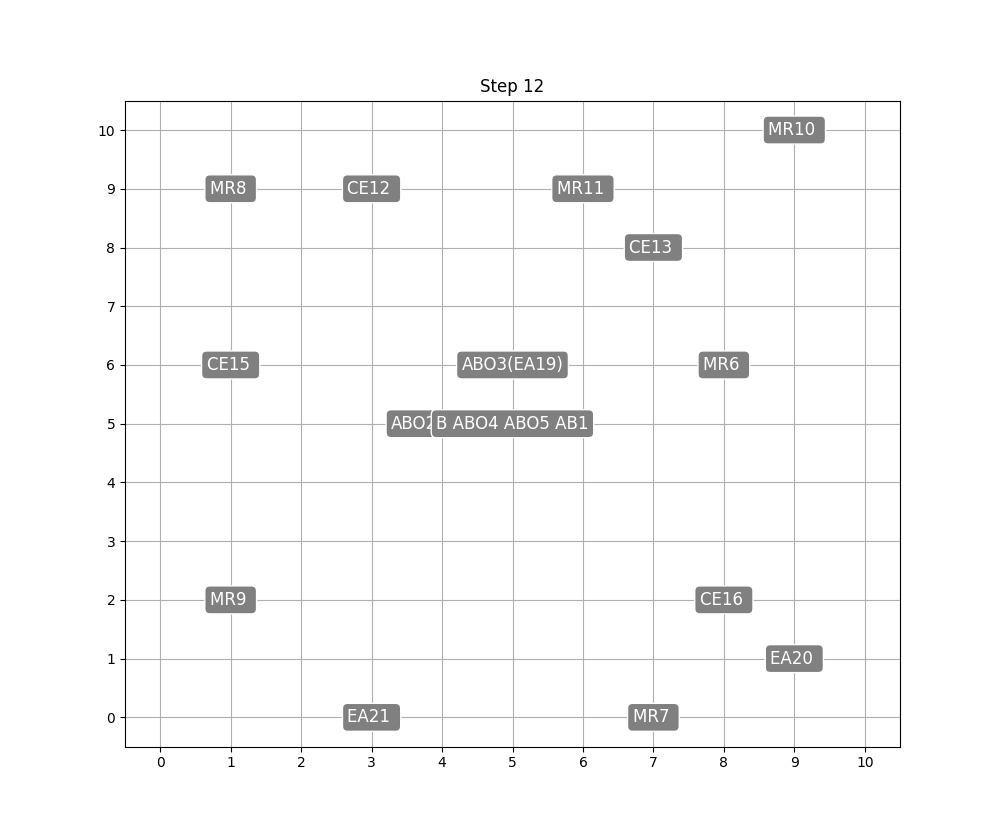 Step 12
10
MR10
9
MR8 CE12 MR11
8
CE13
7
6
CE15 ABO3(EA19) MR6
5
ABO2 B ABO4 ABO5 AB1
4
3
2
MR9 CE16
1
EA20
0
EA21 MR7
0 1 2 3 4 5 6 7 8 9 10